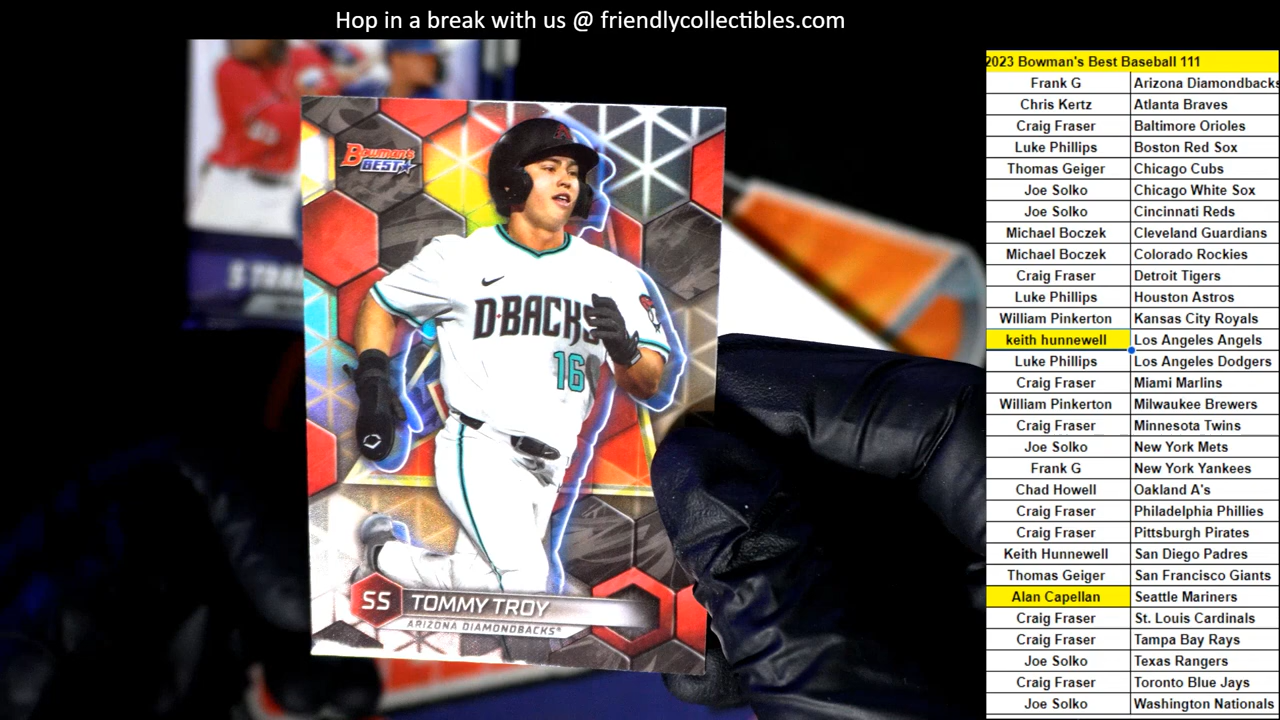 Hop in a break with us @ friendlycollectibles.com
BOWMAN'S
BEST
A
D·BACKS
16
SS
TOMMY TROY
ARIZONA DIAMONDBACKS®
5 TRA
2023 Bowman's Best Baseball 111
Frank G Arizona Diamondbacks
Chris Kertz Atlanta Braves
Craig Fraser Baltimore Orioles
Luke Phillips Boston Red Sox
Thomas Geiger Chicago Cubs
Joe Solko Chicago White Sox
Joe Solko Cincinnati Reds
Michael Boczek Cleveland Guardians
Michael Boczek Colorado Rockies
Craig Fraser Detroit Tigers
Luke Phillips Houston Astros
William Pinkerton Kansas City Royals
keith hunnewell Los Angeles Angels
Luke Phillips Los Angeles Dodgers
Craig Fraser Miami Marlins
William Pinkerton Milwaukee Brewers
Craig Fraser Minnesota Twins
Joe Solko New York Mets
Frank G New York Yankees
Chad Howell Oakland A's
Craig Fraser Philadelphia Phillies
Craig Fraser Pittsburgh Pirates
Keith Hunnewell San Diego Padres
Thomas Geiger San Francisco Giants
Alan Capellan Seattle Mariners
Craig Fraser St. Louis Cardinals
Craig Fraser Tampa Bay Rays
Joe Solko Texas Rangers
Craig Fraser Toronto Blue Jays
Joe Solko Washington Nationals